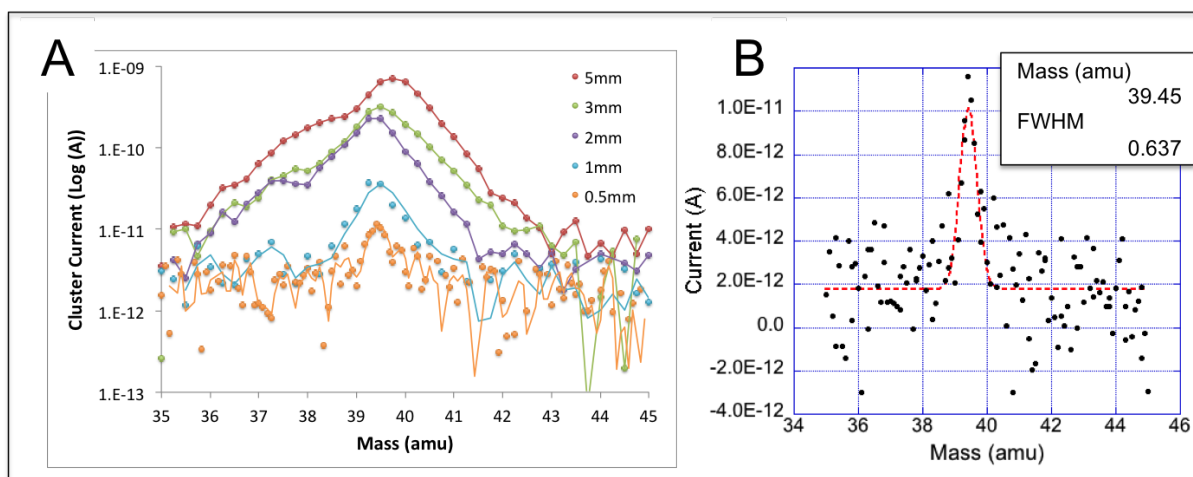 A
Cluster Current (Log (A))
1.E-09
1.E-10
1.E-11
1.E-12
1.E-13
35 36 37 38 39 40 41 42 43 44 45
Mass (amu)
5mm
3mm
2mm
1mm
0.5mm
B
Current (A)
1.0E-11
8.0E-12
6.0E-12
4.0E-12
2.0E-12
0.0
-2.0E-12
-4.0E-12
34 36 38 40 42 44 46
Mass (amu)
Mass (amu)
39.45
FWHM
0.637